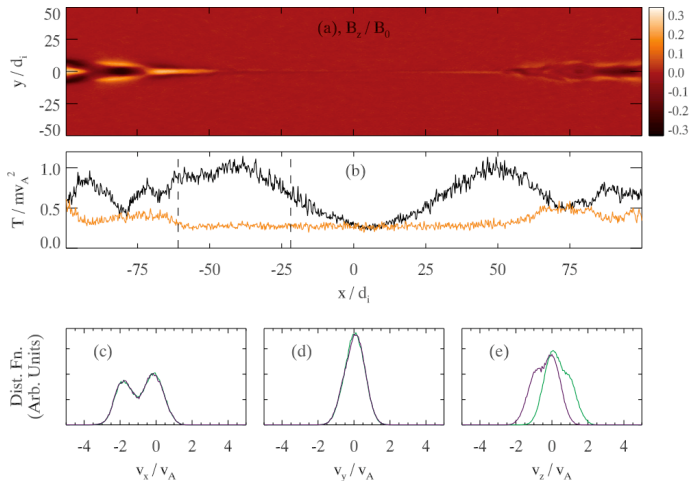 (a), B_z / B_0
y / d_i
50
25
0
-25
-50
0.3
0.2
0.1
0.0
-0.1
-0.2
-0.3
(b)
T / mv_A^2
1.0
0.5
0.0
-75 -50 -25 0 25 50 75
x / d_i
Dist. Fn.
(Arb. Units)
(c) (d) (e)
-4 -2 0 2 4 -4 -2 0 2 4 -4 -2 0 2 4
v_x / v_A v_y / v_A v_z / v_A